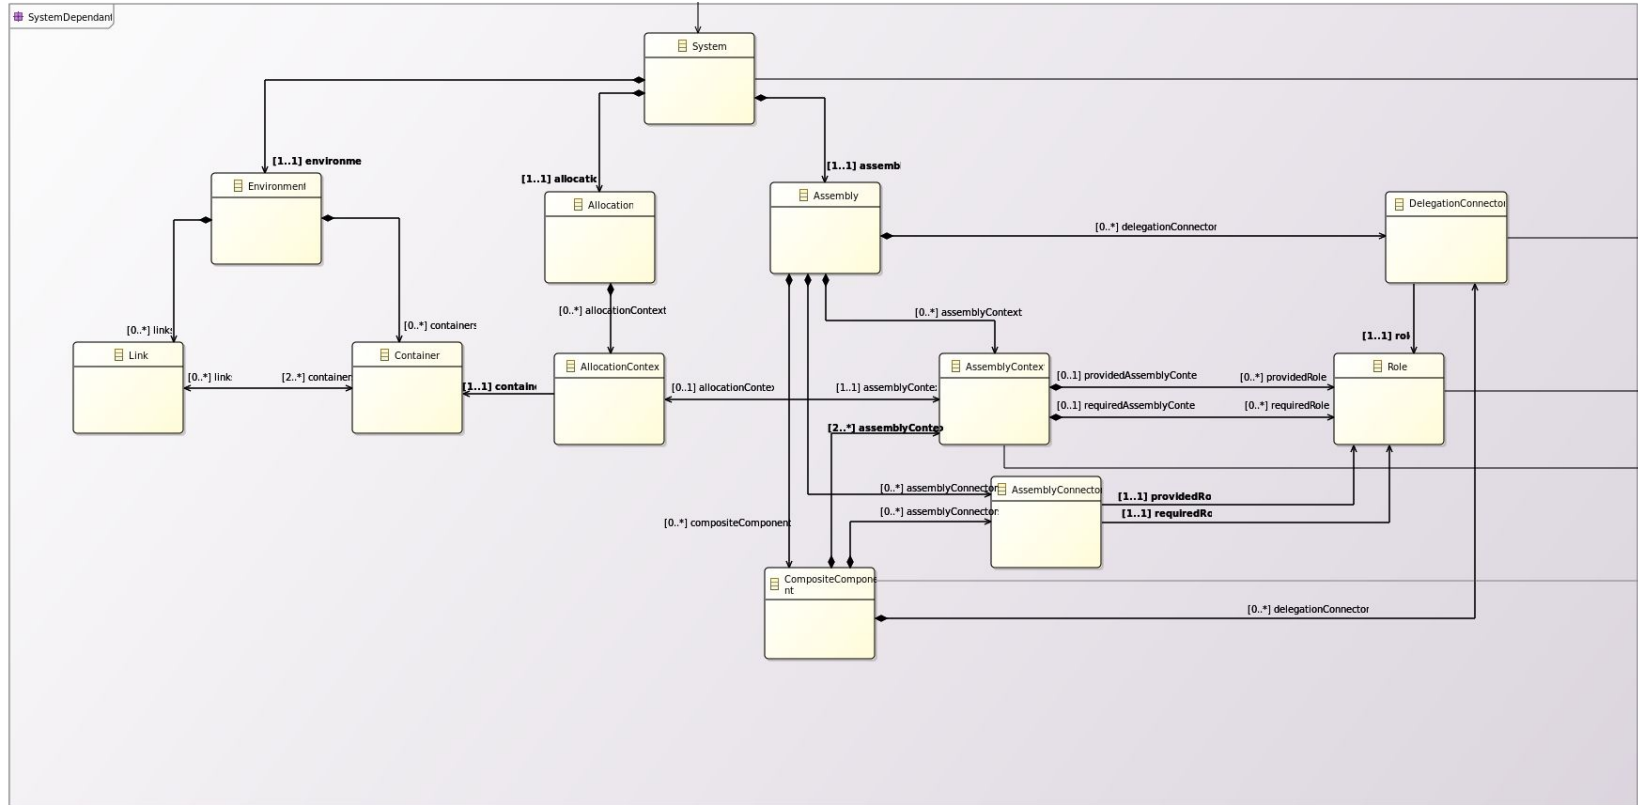 SystemDependant
System
[1..1] environme
[1..1] allocatic
[1..1] assemb
Environment
Allocation
Assembly
DelegationConnector
[0..*] delegationConnector
[0..*] allocationContext
[0..*] assemblyContext
[0..*] links
[0..*] containers
[1..1] rol
Link
Container
AllocationContex
AssemblyContex
Role
[0..*] link
[2..*] container
[1..1] contain
[0..1] allocationContex
[1..1] assemblyContex
[0..1] providedAssemblyConte
[0..*] providedRole
[0..1] requiredAssemblyConte
[0..*] requiredRole
[2..*] assemblyContex
[0..*] assemblyConnector
AssemblyConnector
[1..1] providedRo
[0..*] assemblyConnectors
[1..1] requiredRo
[0..*] compositeComponent
CompositeCompone
nt
[0..*] delegationConnector